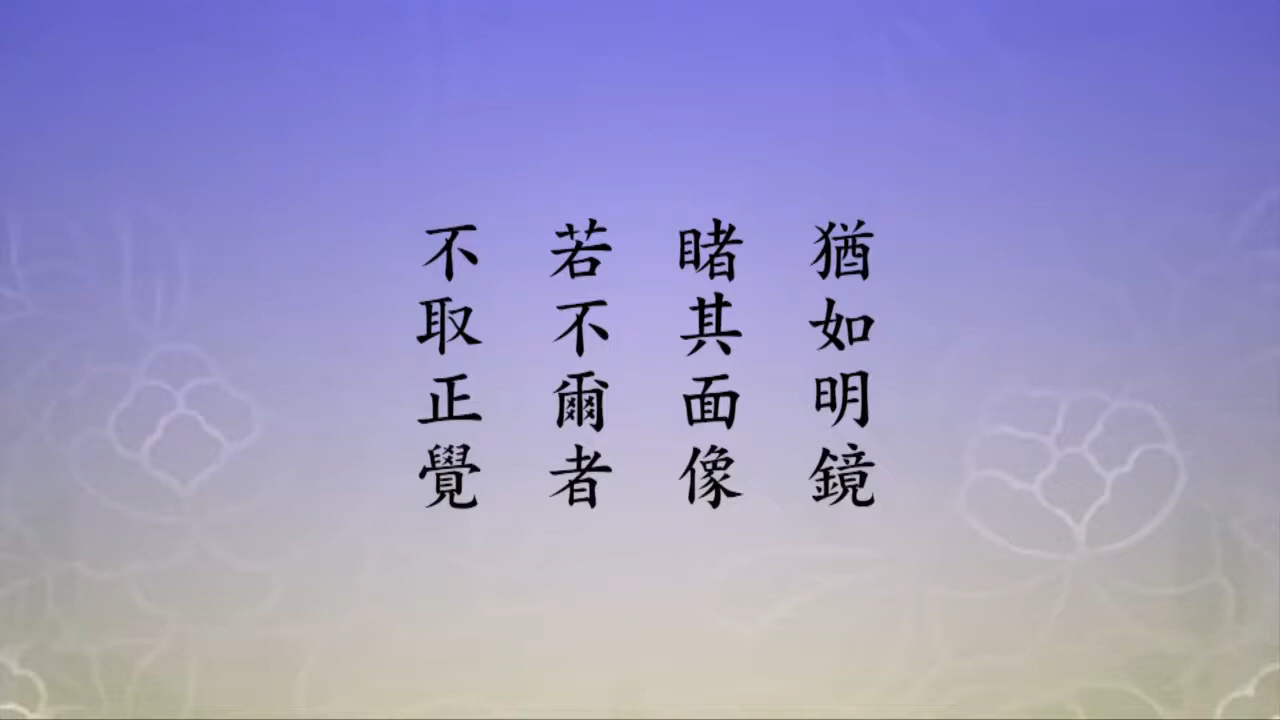 猶如明鏡
睹其面像
若不爾者
不取正覺